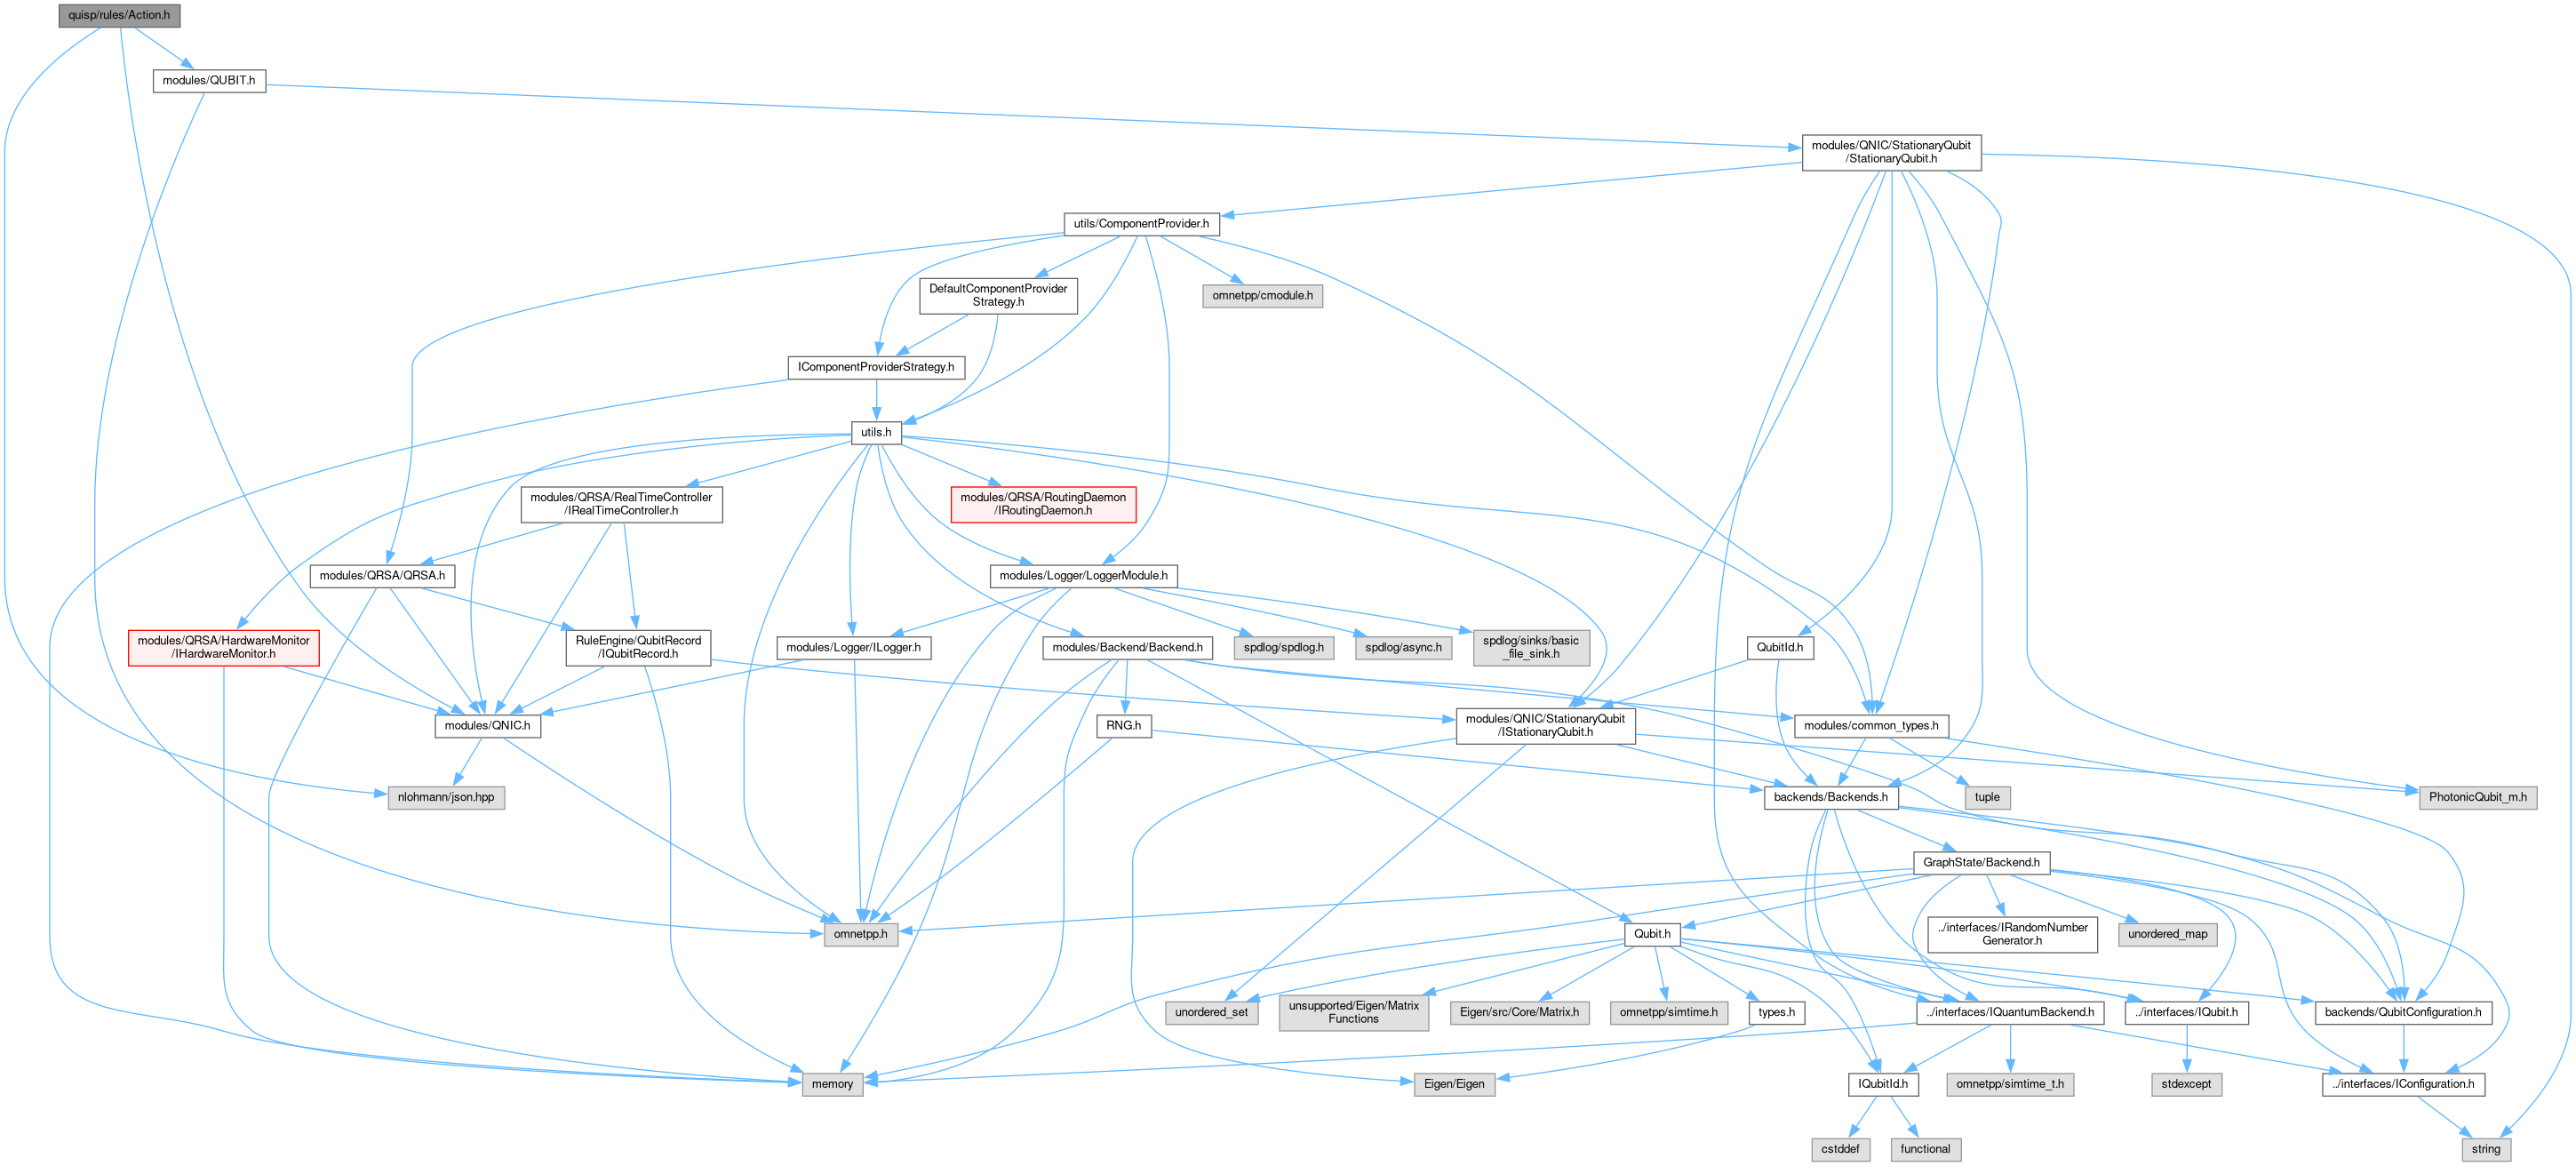 quisp/rules/Action.h
modules/QUBIT.h
modules/QNIC/StationaryQubit
/StationaryQubit.h
utils/ComponentProvider.h
DefaultComponentProvider
Strategy.h
omnetpp/cmodule.h
IComponentProviderStrategy.h
utils.h
modules/QRSA/RealTimeController
/IRealTimeController.h
modules/QRSA/RoutingDaemon
/IRoutingDaemon.h
modules/QRSA/QRSA.h
modules/Logger/LoggerModule.h
modules/QRSA/HardwareMonitor
/IHardwareMonitor.h
RuleEngine/QubitRecord
/IQubitRecord.h
modules/Logger/ILogger.h
modules/Backend/Backend.h
spdlog/spdlog.h
spdlog/async.h
spdlog/sinks/basic
_file_sink.h
QubitId.h
modules/QNIC.h
RNG.h
modules/QNIC/StationaryQubit
/IStationaryQubit.h
modules/common_types.h
nlohmann/json.hpp
backends/Backends.h
tuple
PhotonicQubit_m.h
GraphState/Backend.h
omnetpp.h
Qubit.h
../interfaces/IRandomNumber
Generator.h
unordered_map
unordered_set
unsupported/Eigen/Matrix
Functions
Eigen/src/Core/Matrix.h
omnetpp/simtime.h
types.h
../interfaces/IQuantumBackend.h
../interfaces/IQubit.h
backends/QubitConfiguration.h
memory
Eigen/Eigen
IQubitId.h
omnetpp/simtime_t.h
stdexcept
../interfaces/IConfiguration.h
cstddef
functional
string